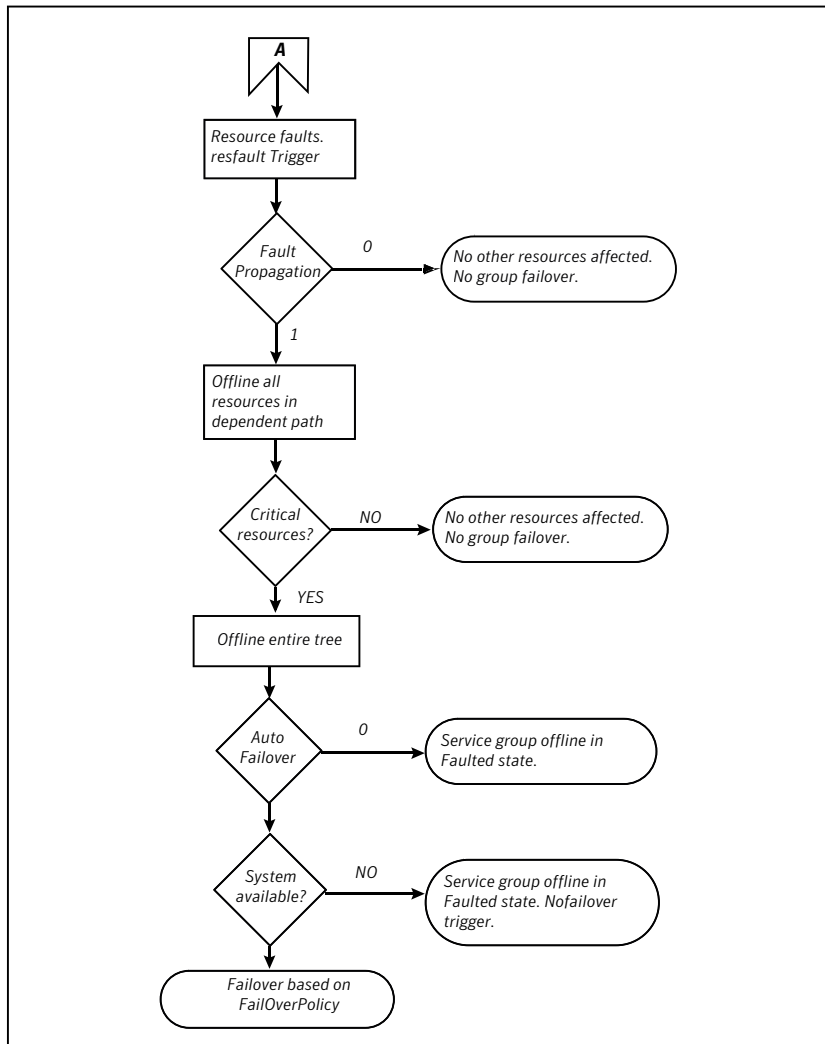 A
Resource faults.
resfault Trigger
Fault
Propagation
0
No other resources affected.
No group failover.
1
Offline all
resources in
dependent path
Critical
resources?
NO
No other resources affected.
No group failover.
YES
Offline entire tree
Auto
Failover
0
Service group offline in
Faulted state.
System
available?
NO
Service group offline in
Faulted state. Nofailover
trigger.
Failover based on
FailOverPolicy